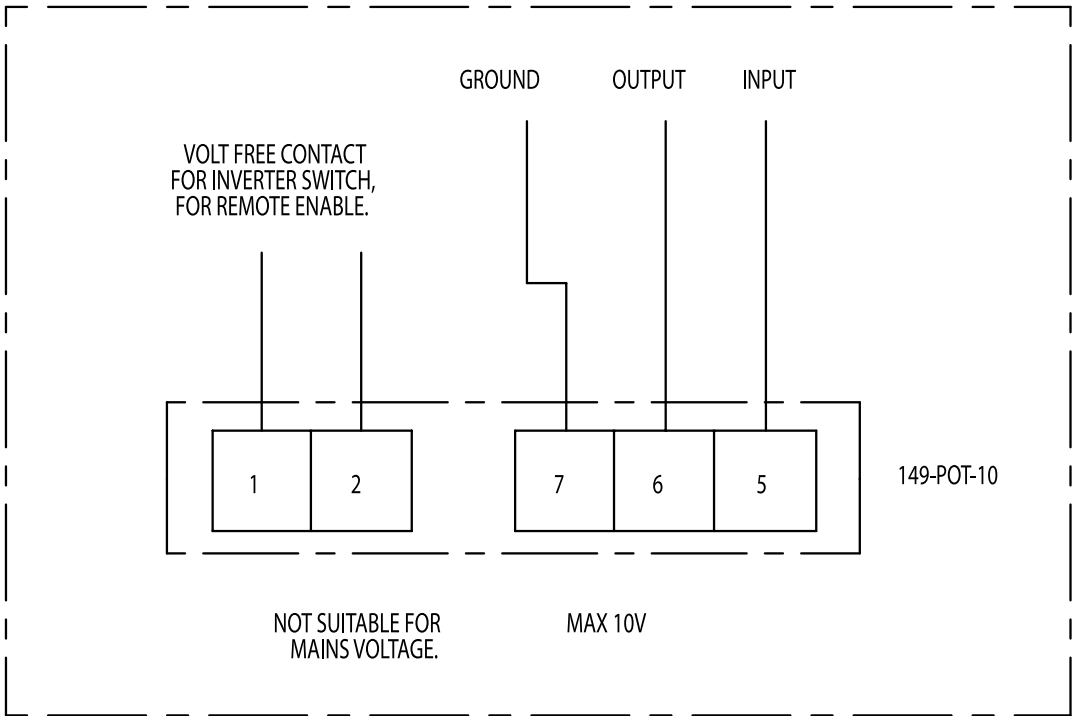 GROUND
OUTPUT
INPUT
VOLT FREE CONTACT
FOR INVERTER SWITCH,
FOR REMOTE ENABLE.
1
2
7
6
5
149-POT-10
NOT SUITABLE FOR
MAINS VOLTAGE.
MAX 10V